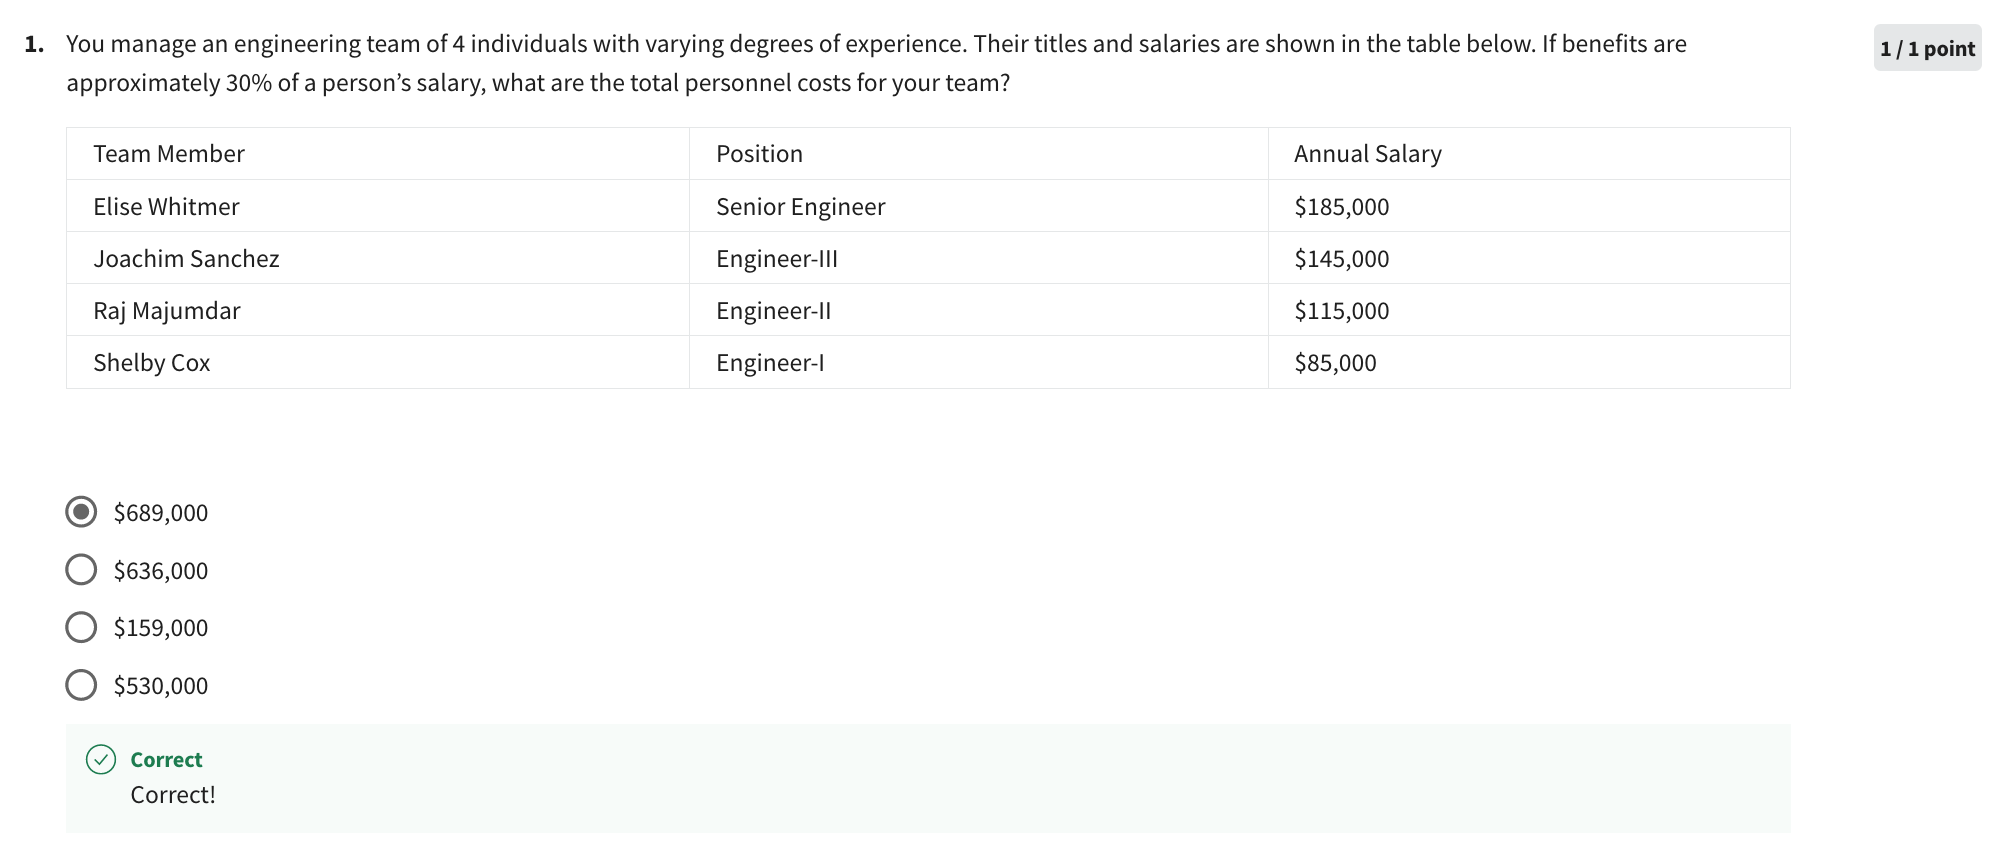 1. You manage an engineering team of 4 individuals with varying degrees of experience. Their titles and salaries are shown in the table below. If benefits are
1 / 1 point
approximately 30% of a person’s salary, what are the total personnel costs for your team?
Team Member Position Annual Salary
Elise Whitmer Senior Engineer $185,000
Joachim Sanchez Engineer-III $145,000
Raj Majumdar Engineer-II $115,000
Shelby Cox Engineer-I $85,000
$689,000
$636,000
$159,000
$530,000
Correct
Correct!